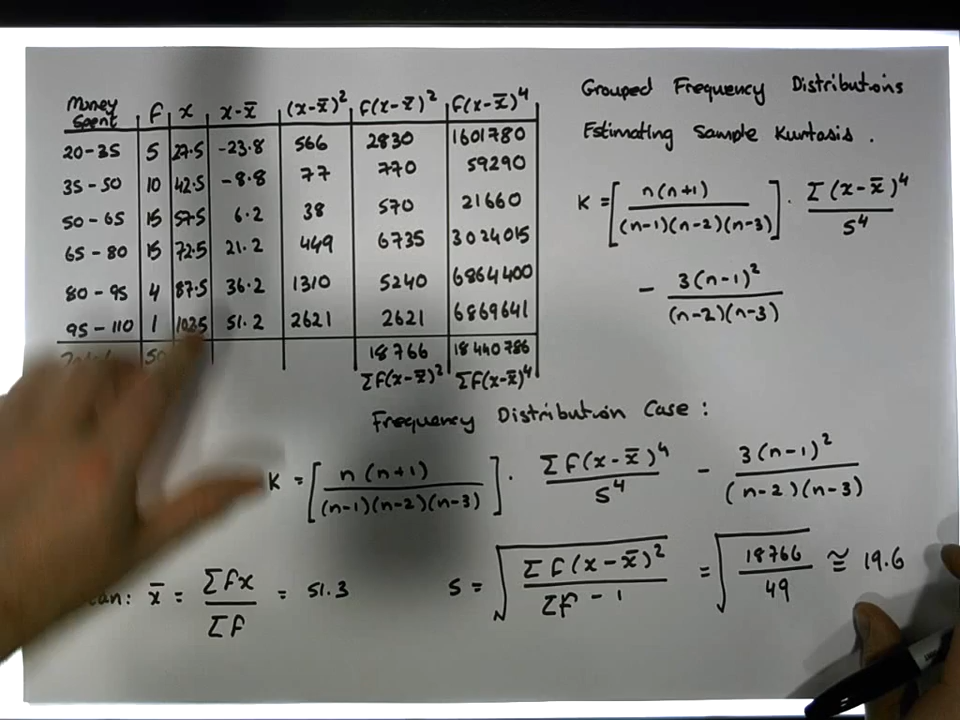 Money Spent | f | x | x-x̄ | (x-x̄)² | f(x-x̄)² | f(x-x̄)⁴
20-35 | 5 | 27.5 | -23.8 | 566 | 2830 | 1601780
35-50 | 10 | 42.5 | -8.8 | 77 | 770 | 59290
50-65 | 15 | 57.5 | 6.2 | 38 | 570 | 21660
65-80 | 15 | 72.5 | 21.2 | 449 | 6735 | 3024015
80-95 | 4 | 87.5 | 36.2 | 1310 | 5240 | 6864400
95-110 | 1 | 102.5 | 51.2 | 2621 | 2621 | 6869641
50 | 18766 | 18440786
Σf(x-x̄)² Σf(x-x̄)⁴
Grouped Frequency Distributions
Estimating Sample Kurtosis.
K = [n(n+1) / (n-1)(n-2)(n-3)] · Σ(x-x̄)⁴ / s⁴
- 3(n-1)² / (n-2)(n-3)
Frequency Distribution Case:
K = [n(n+1) / (n-1)(n-2)(n-3)] · Σf(x-x̄)⁴ / s⁴ - 3(n-1)² / (n-2)(n-3)
x̄ = Σfx / Σf = 51.3
s = √(Σf(x-x̄)² / Σf-1) = √(18766 / 49) ≅ 19.6